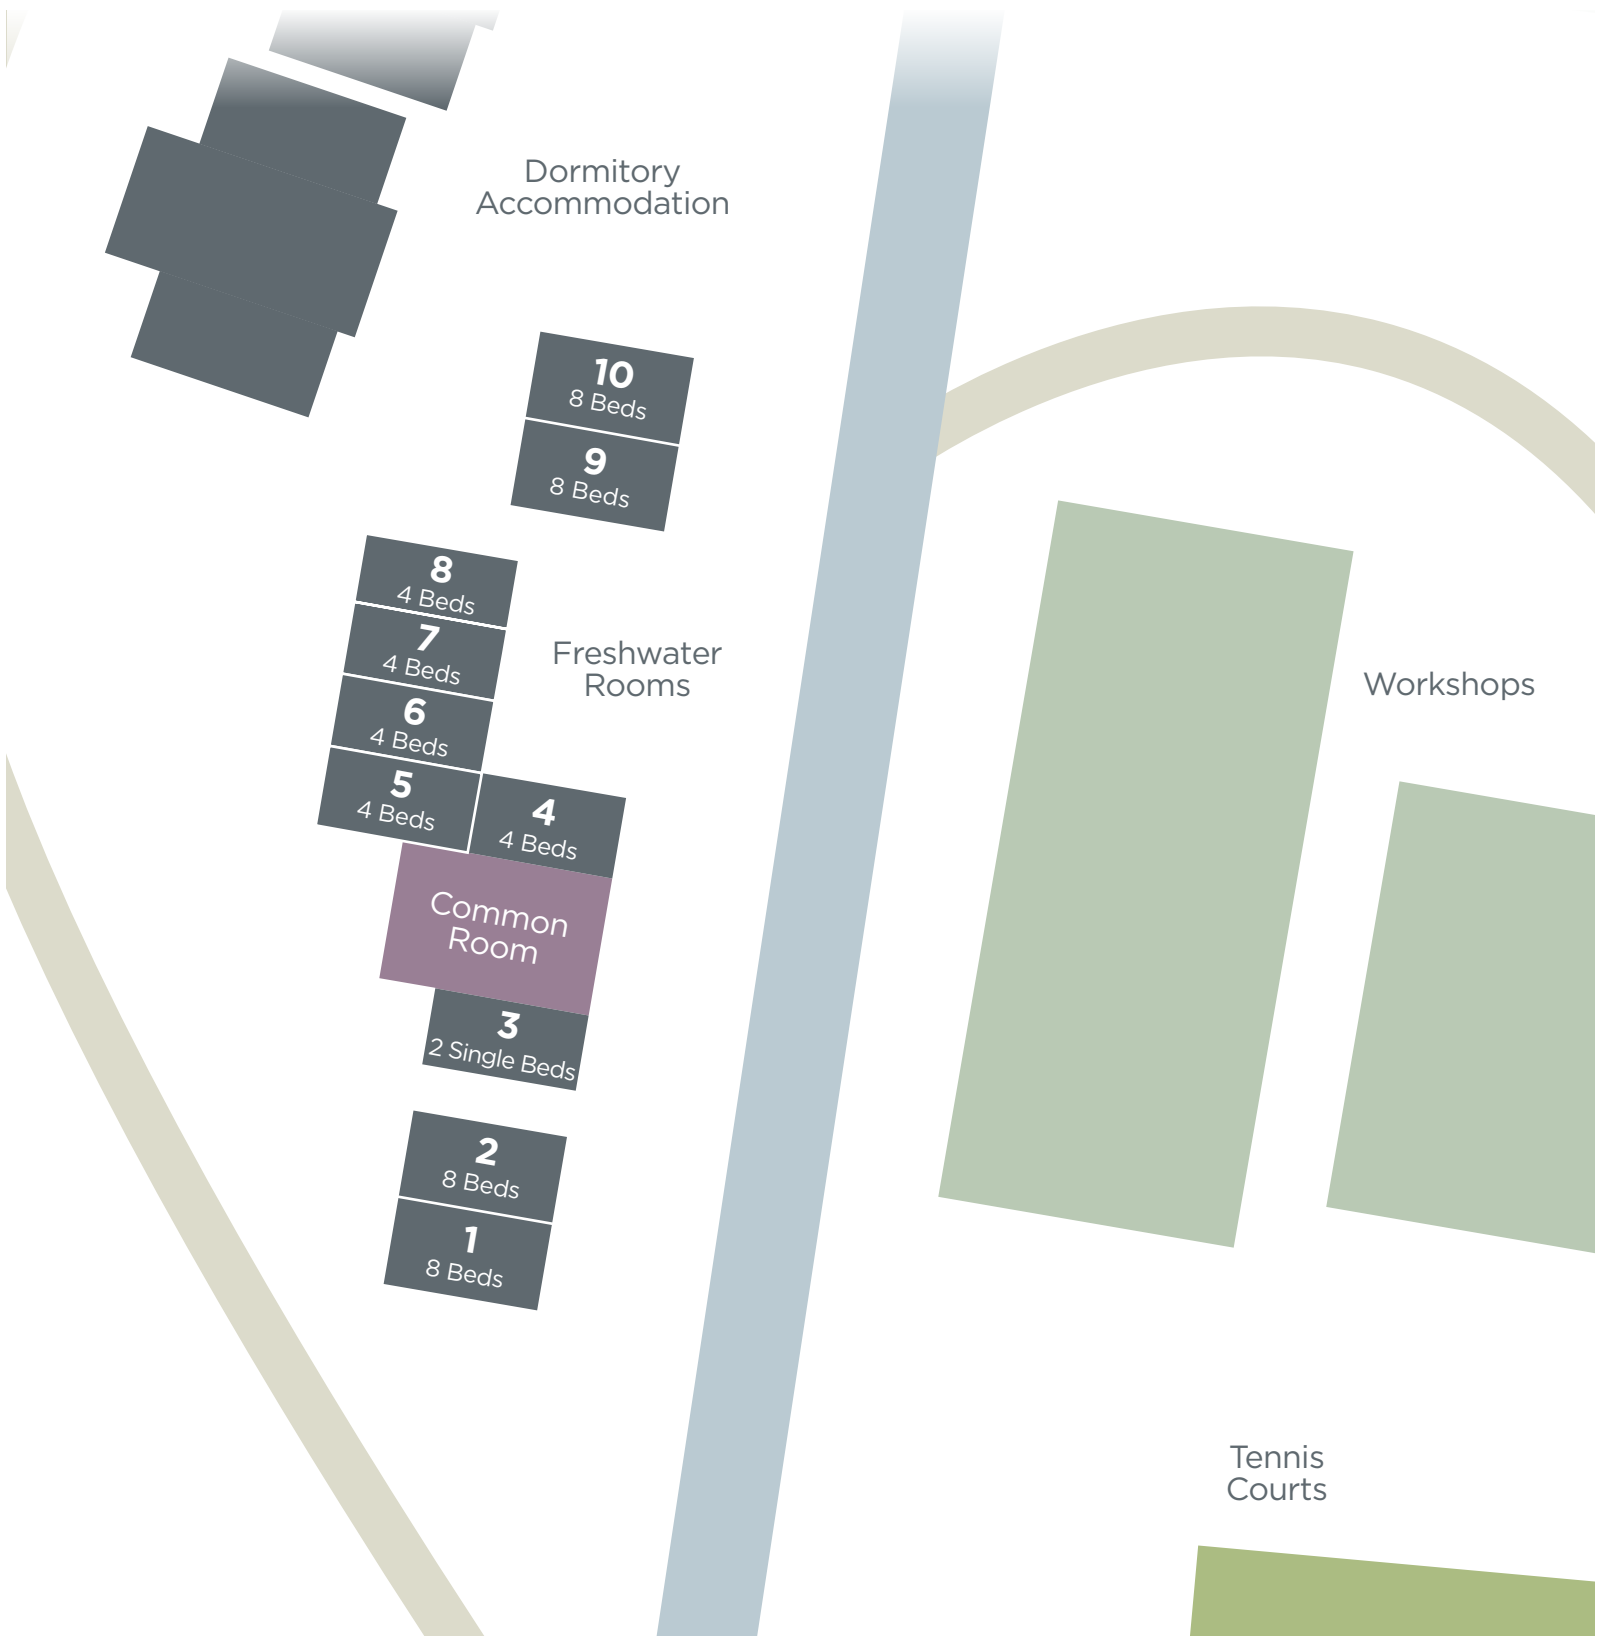 Dormitory
Accommodation
10
8 Beds
9
8 Beds
8
4 Beds
7
4 Beds
6
4 Beds
5
4 Beds
4
4 Beds
Freshwater
Rooms
Workshops
Common
Room
3
2 Single Beds
2
8 Beds
1
8 Beds
Tennis
Courts